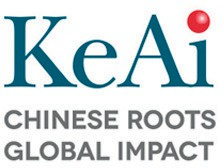 KeAi
CHINESE ROOTS
GLOBAL IMPACT